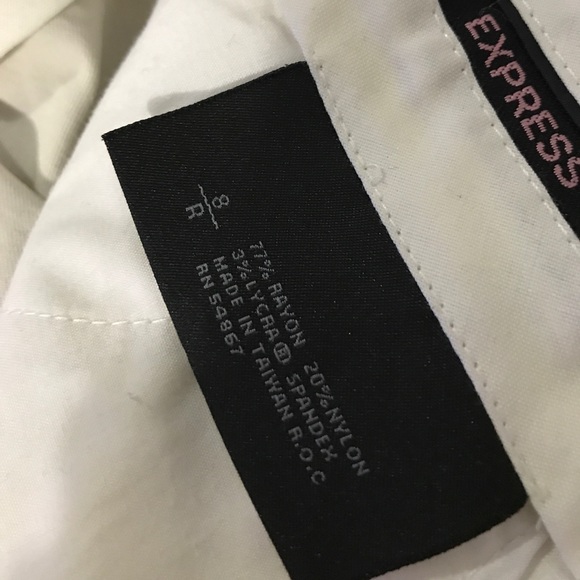 EXPRESS
8
R
77% RAYON 20% NYLON
3% LYCRA® SPANDEX
MADE IN TAIWAN R.O.C
RN 54867